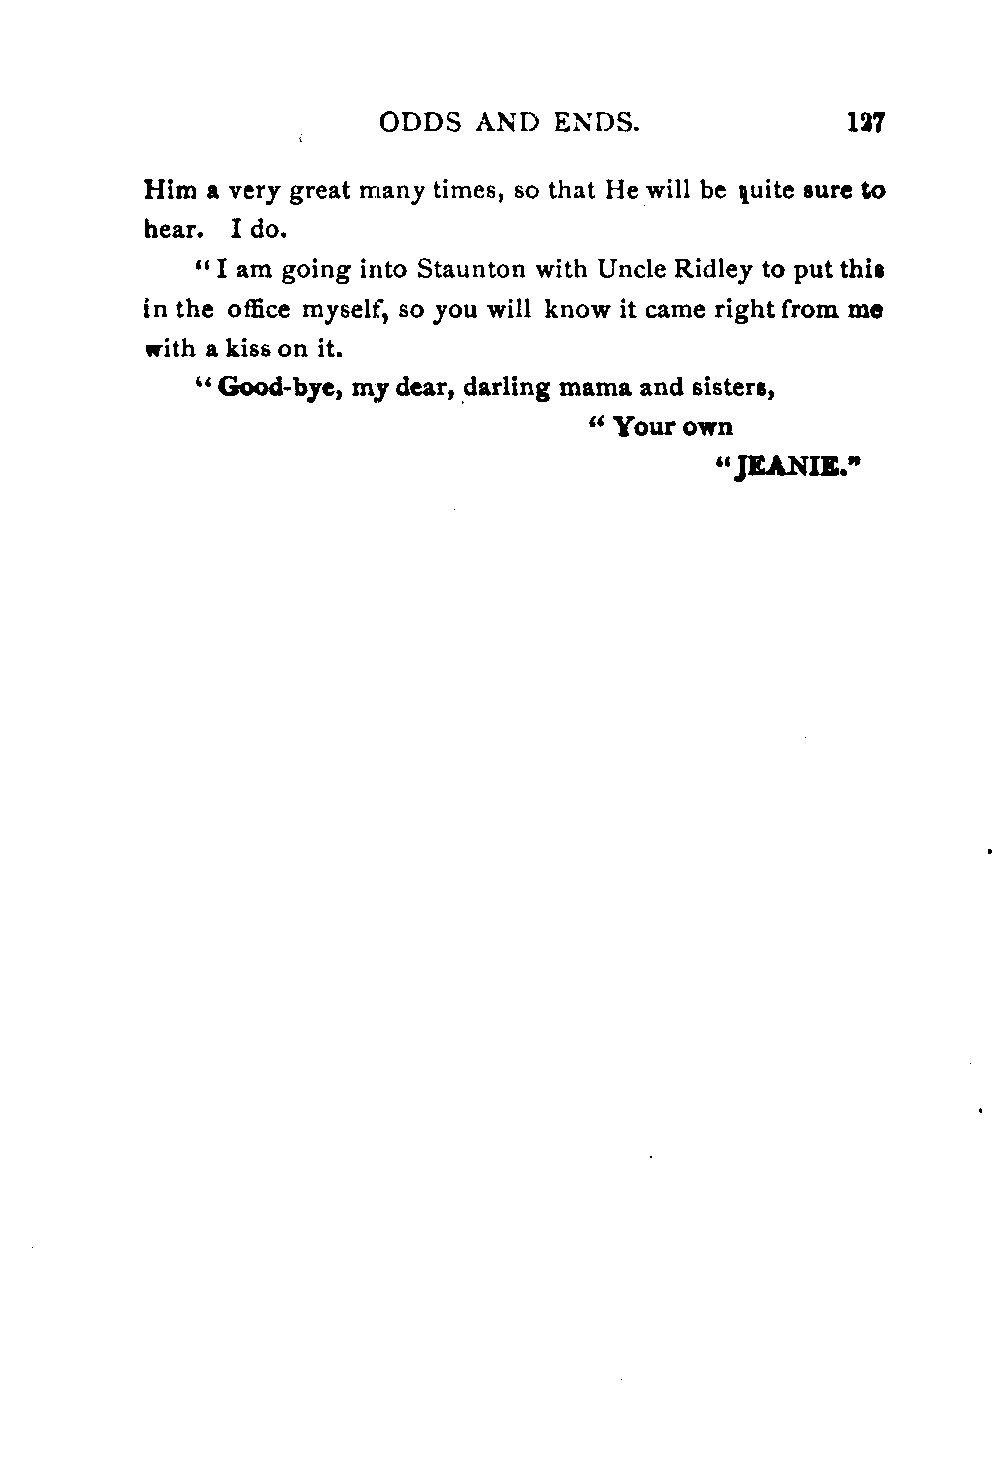 ODDS AND ENDS. 127
Him a very great many times, so that He will be quite sure to
hear. I do.
“I am going into Staunton with Uncle Ridley to put this
in the office myself, so you will know it came right from me
with a kiss on it.
“Good-bye, my dear, darling mama and sisters,
“Your own
“JEANIE.”